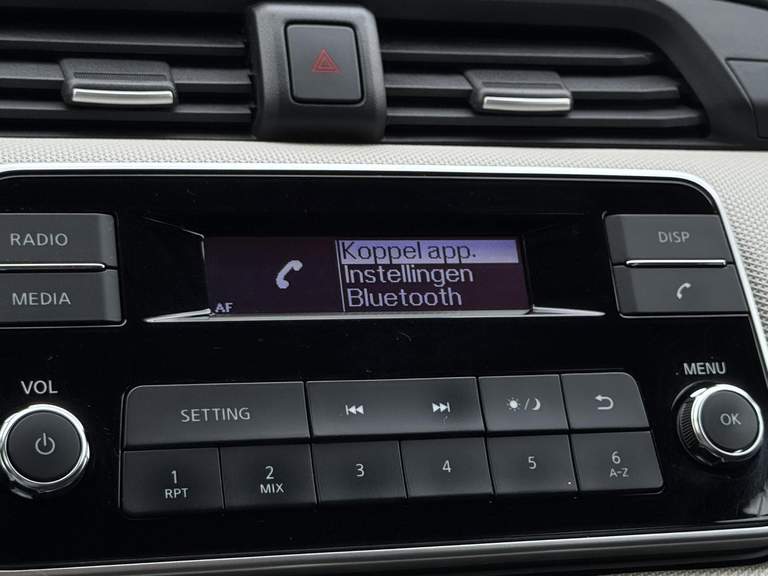 RADIO
MEDIA
Koppel app.
Instellingen
Bluetooth
AF
DISP
VOL
MENU
SETTING
OK
1
RPT
2
MIX
3
4
5
6
A-Z